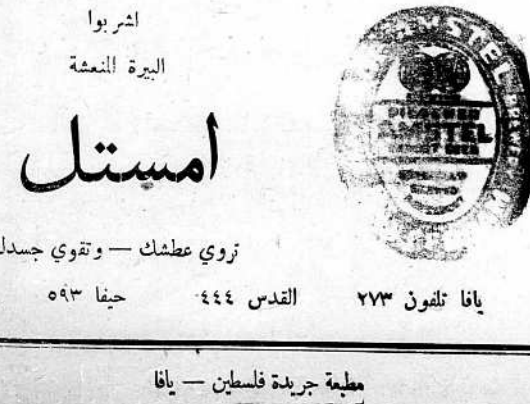 اشربوا
البيرة المنعشة
امستل
تروي عطشك — وتقوي جسدك
يافا تلفون ٢٧٣ القدس ٤٤٤ حيفا ٥٩٣
AMSTEL
PILSENER
AMSTEL
مطبعة جريدة فلسطين — يافا